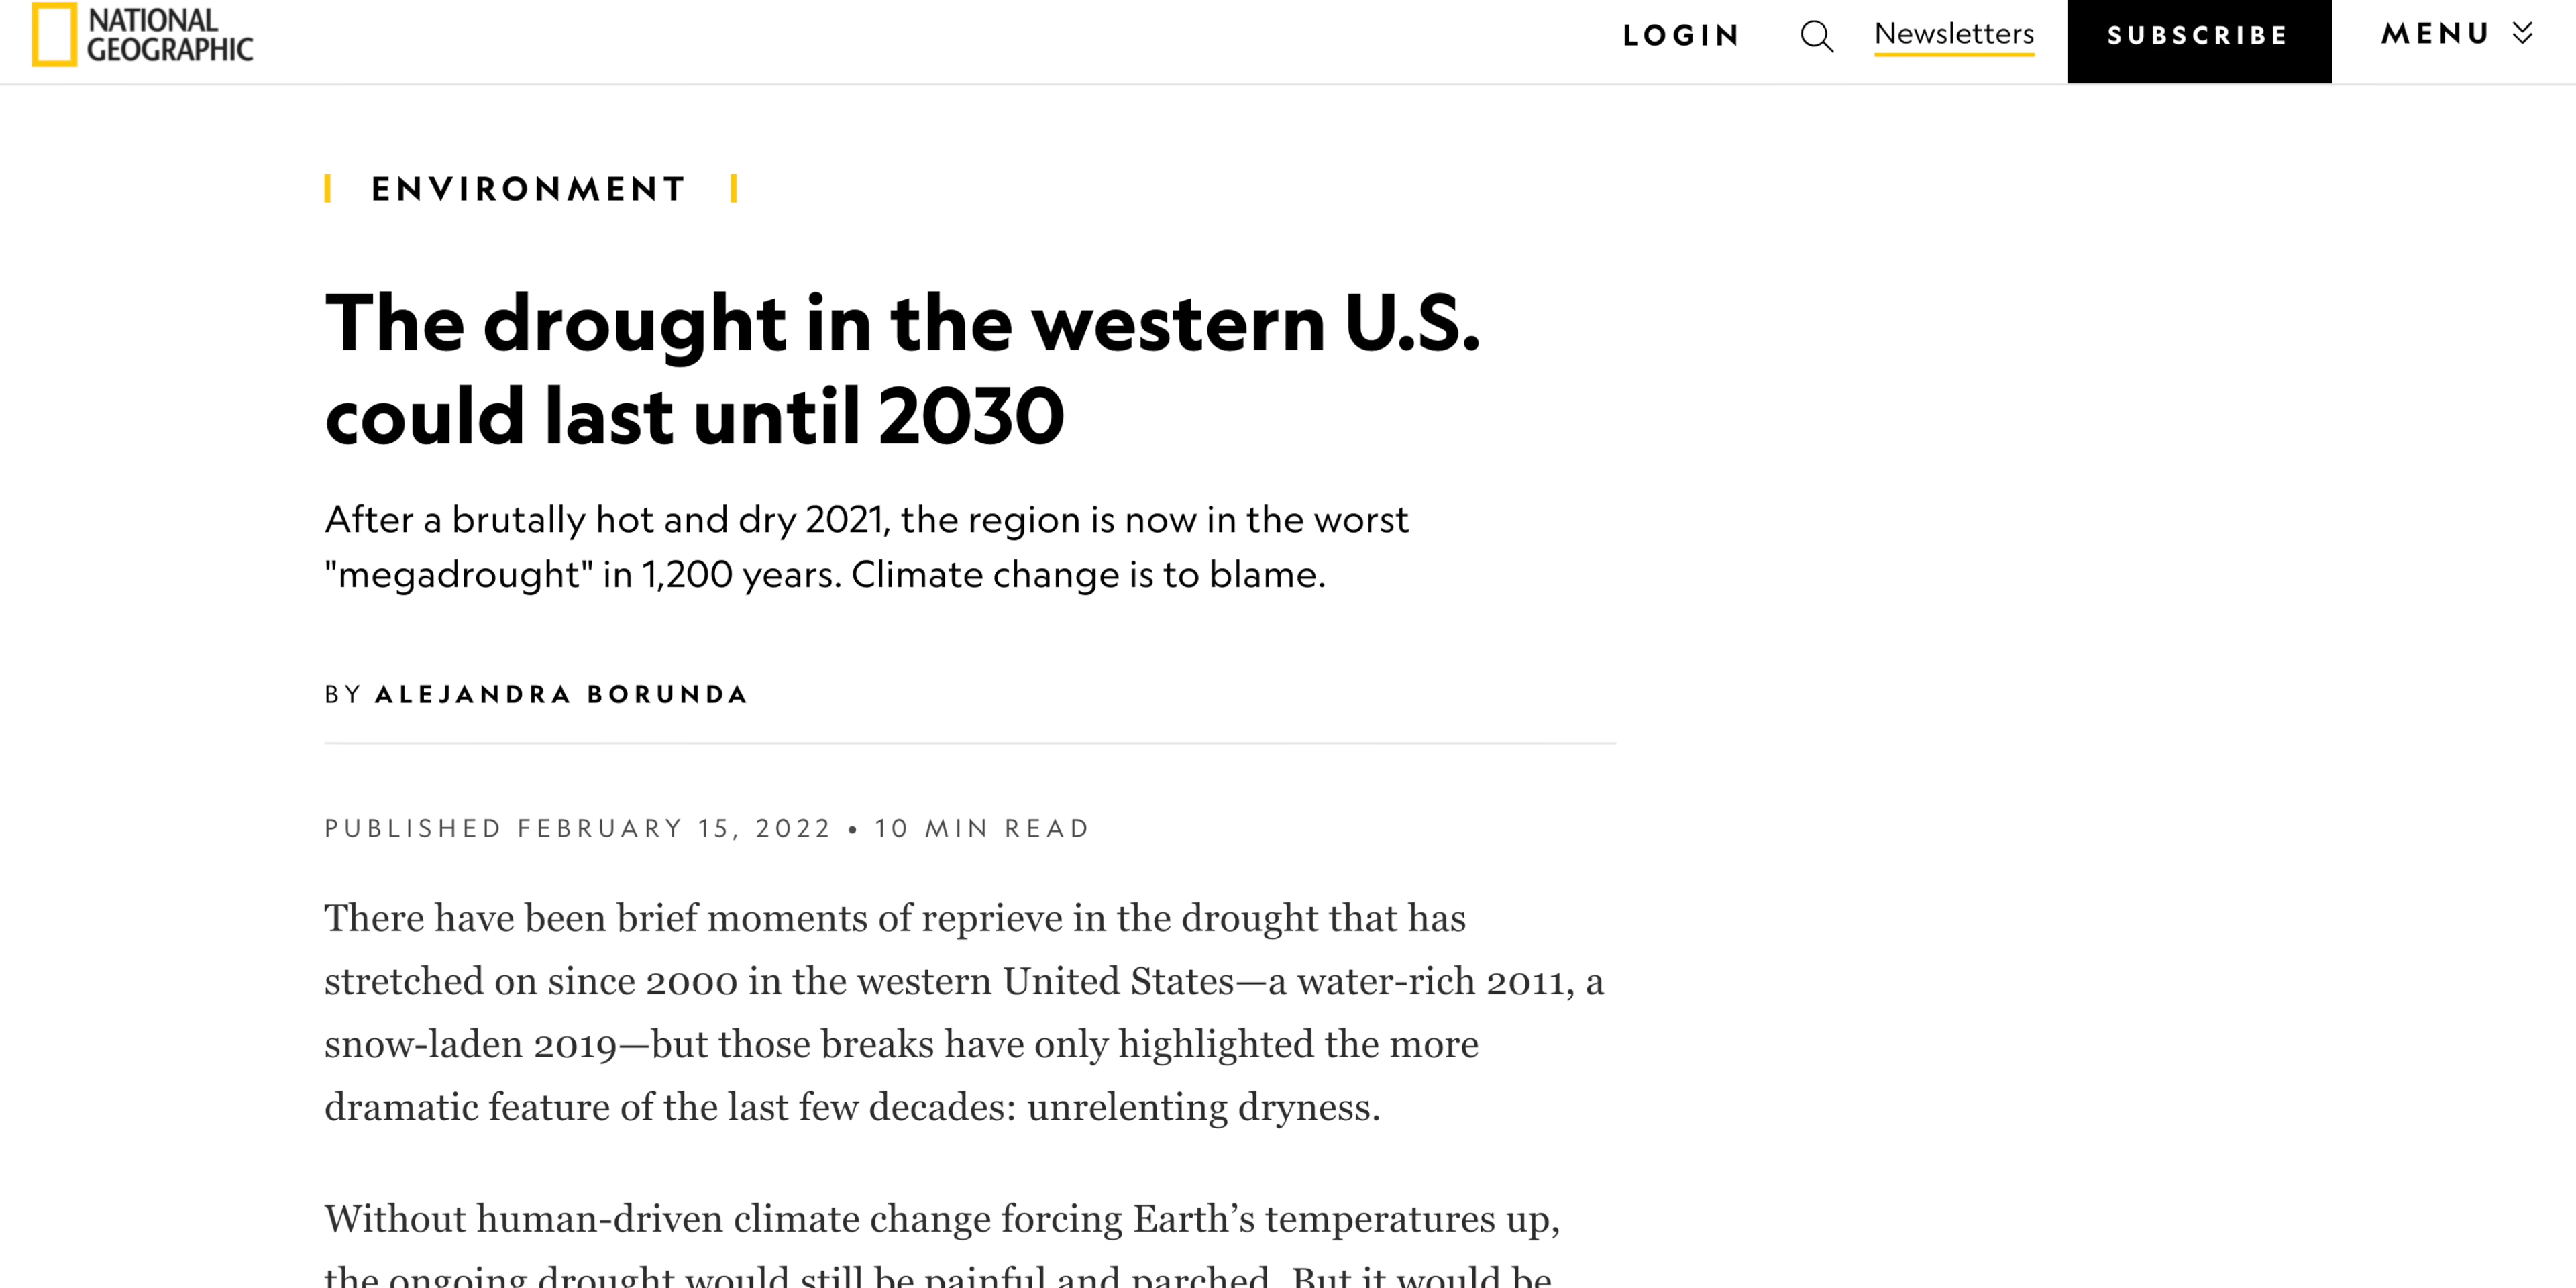 NATIONAL
GEOGRAPHIC
LOGIN
Newsletters
SUBSCRIBE
MENU
ENVIRONMENT
The drought in the western U.S.
could last until 2030
After a brutally hot and dry 2021, the region is now in the worst
"megadrought" in 1,200 years. Climate change is to blame.
BY ALEJANDRA BORUNDA
PUBLISHED FEBRUARY 15, 2022 • 10 MIN READ
There have been brief moments of reprieve in the drought that has
stretched on since 2000 in the western United States—a water-rich 2011, a
snow-laden 2019—but those breaks have only highlighted the more
dramatic feature of the last few decades: unrelenting dryness.
Without human-driven climate change forcing Earth’s temperatures up,
the ongoing drought would still be painful and parched. But it would be